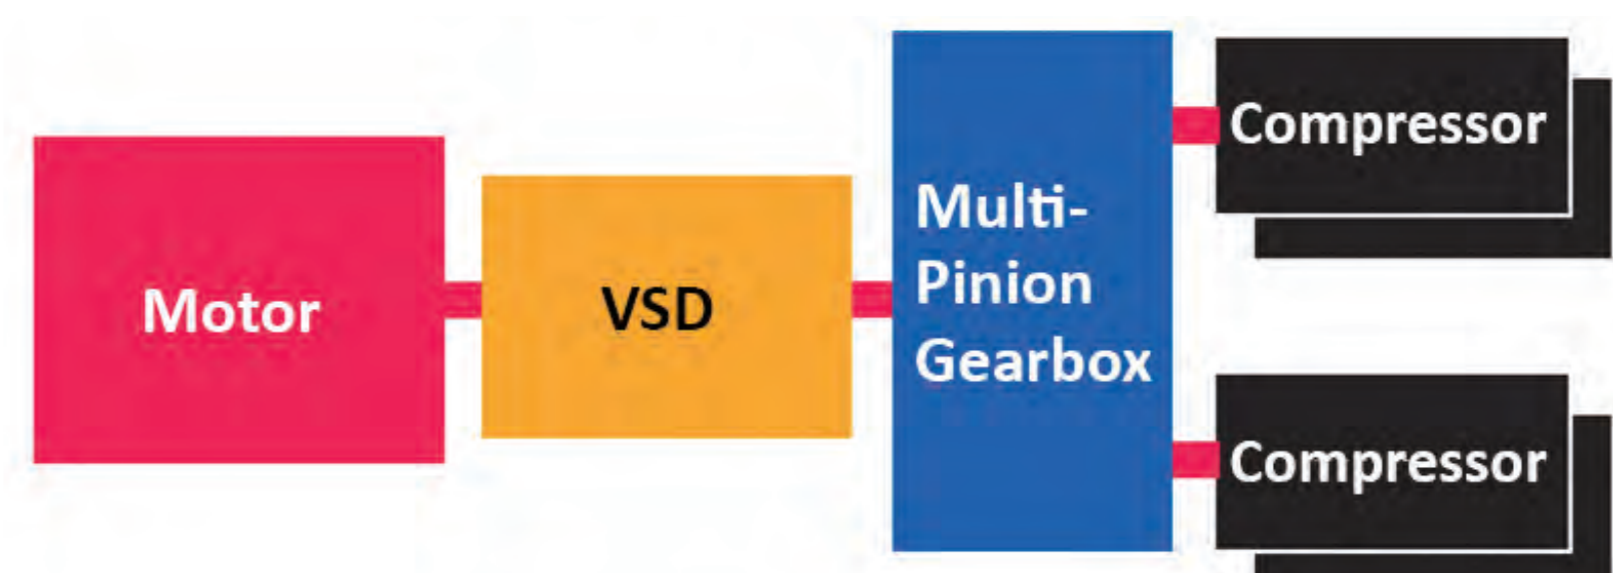 Motor
VSD
Multi-
Pinion
Gearbox
Compressor
Compressor